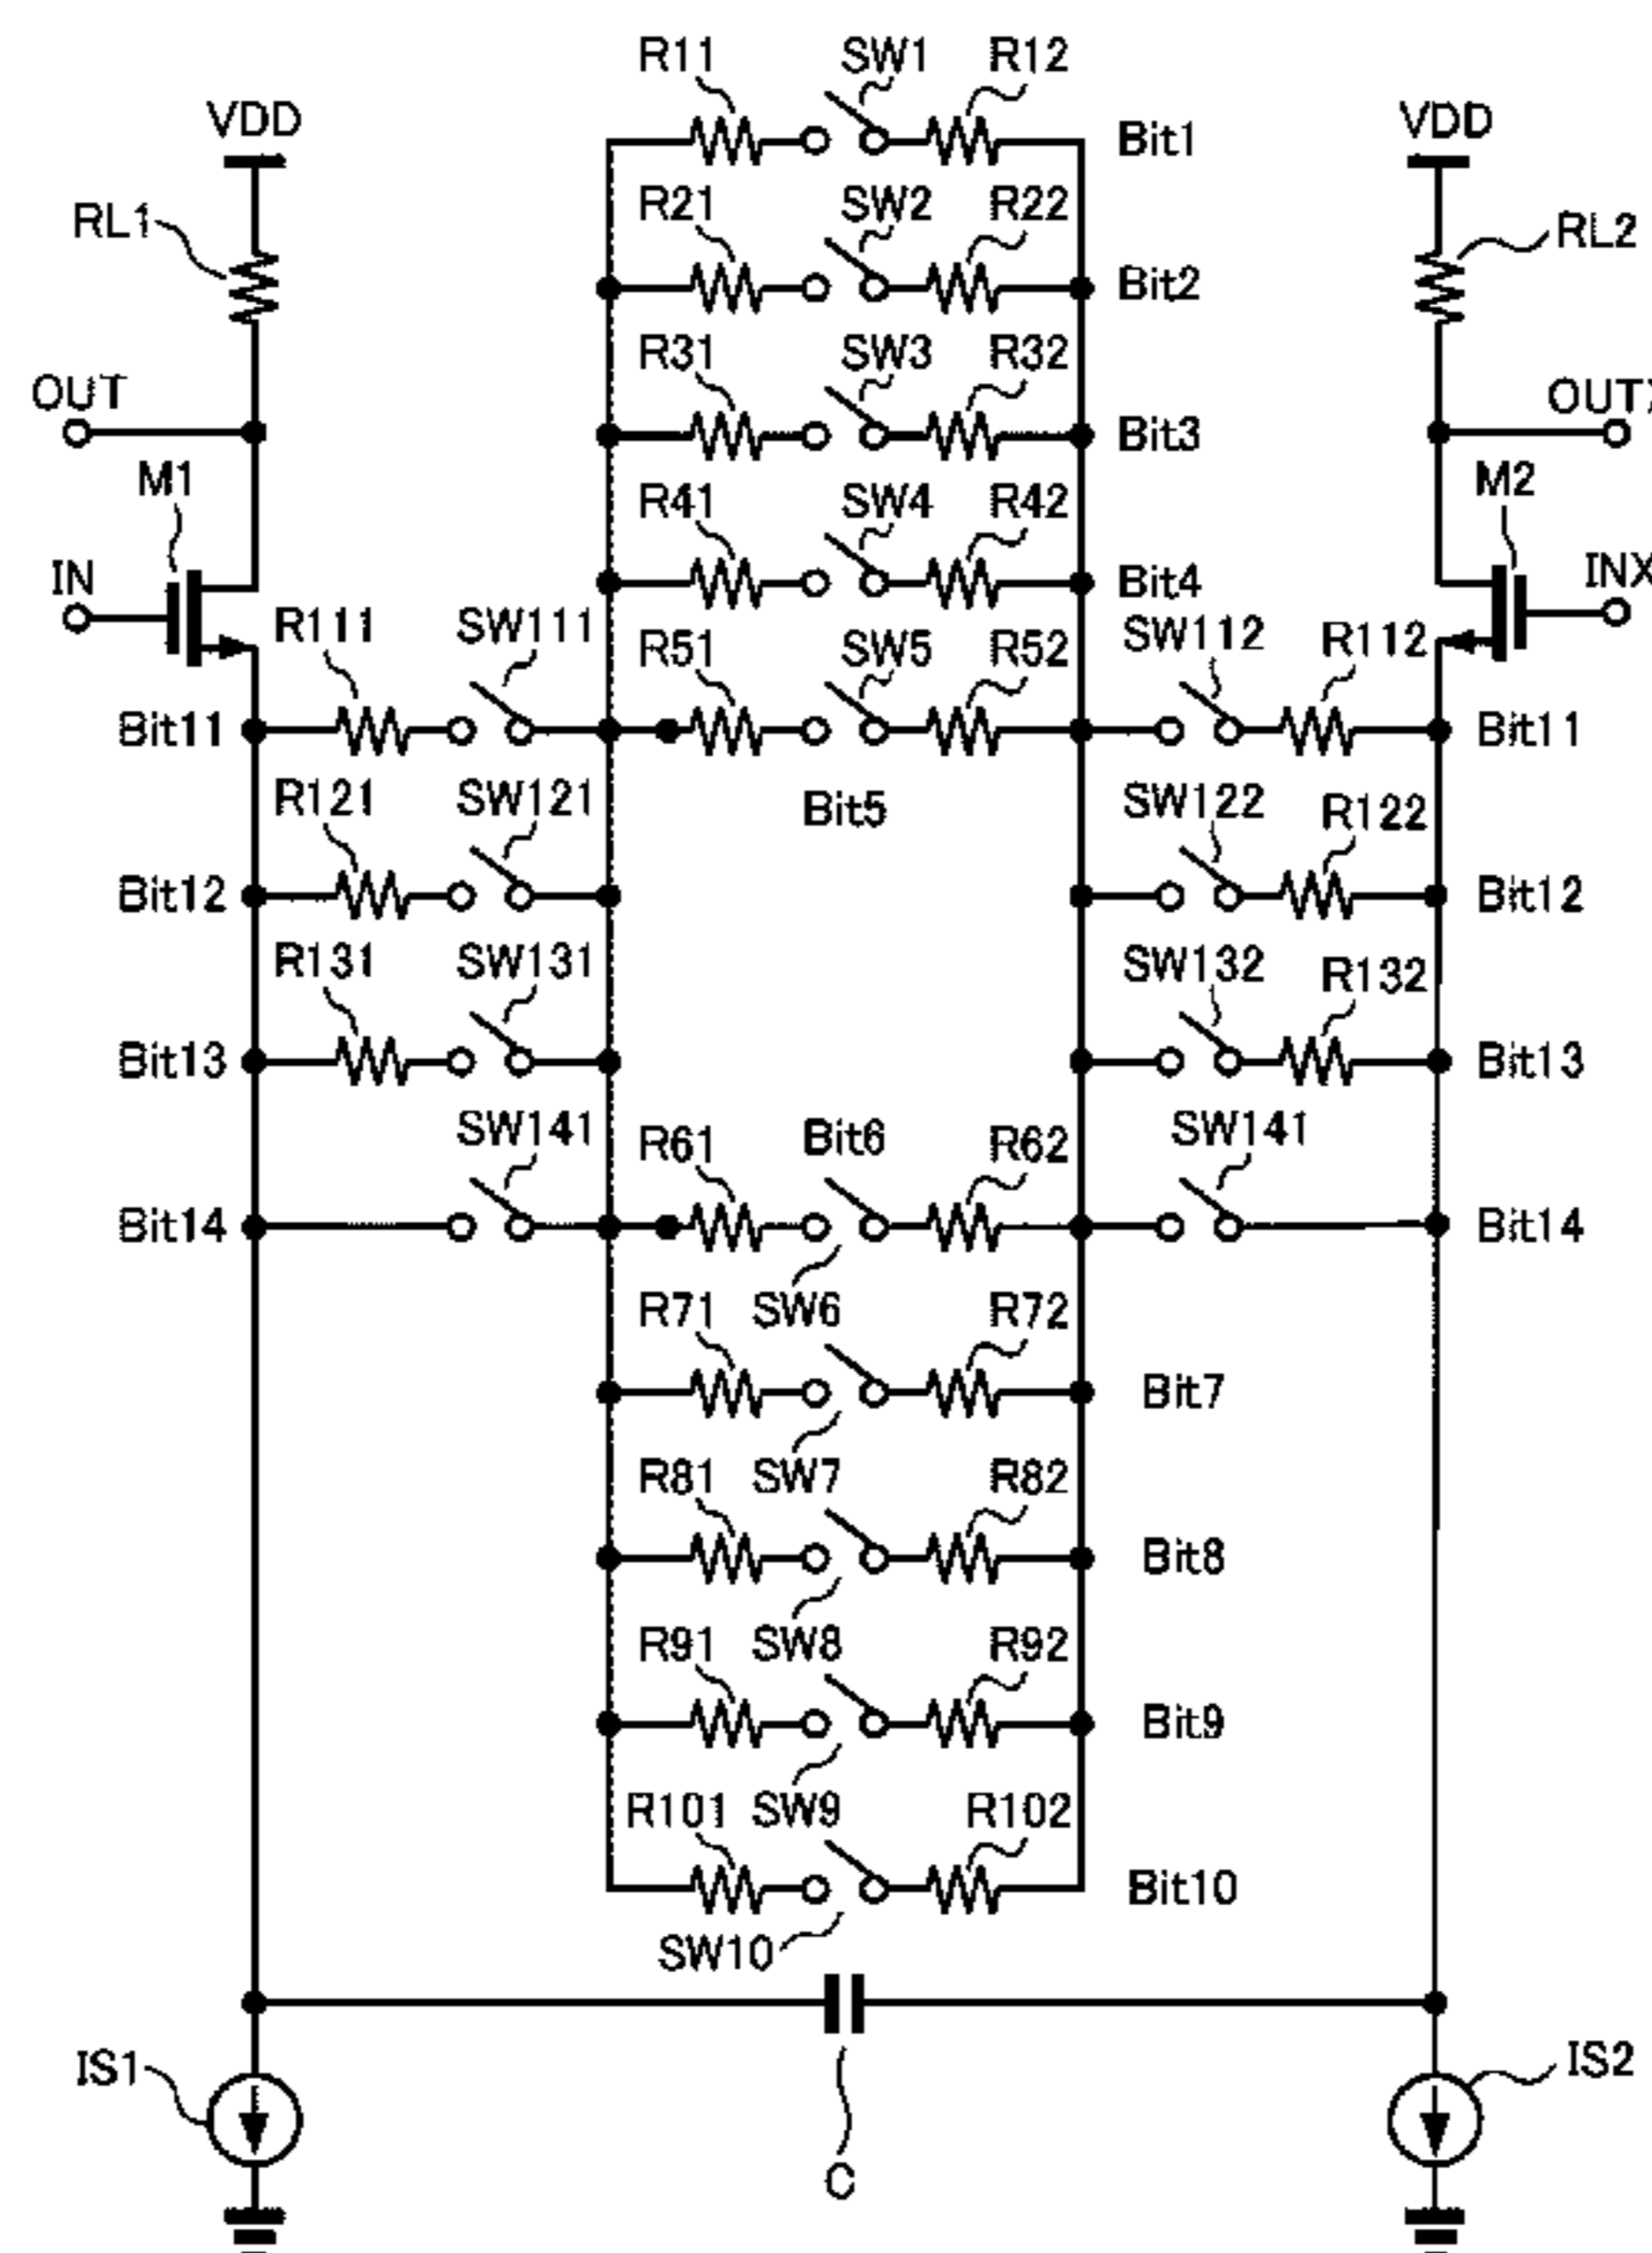 R11 SW1 R12
VDD Bit1 VDD
RL1 R21 SW2 R22 RL2
Bit2
R31 SW3 R32
OUT Bit3 OUTX
M1 R41 SW4 R42 M2
IN Bit4 INX
R111 SW111 R51 SW5 R52 SW112 R112
Bit11 Bit11
R121 SW121 Bit5 SW122 R122
Bit12 Bit12
R131 SW131 SW132 R132
Bit13 Bit13
SW141 R61 Bit6 R62 SW141
Bit14 Bit14
R71 SW6 R72
Bit7
R81 SW7 R82
Bit8
R91 SW8 R92
Bit9
R101 SW9 R102
Bit10
SW10
IS1 IS2
C